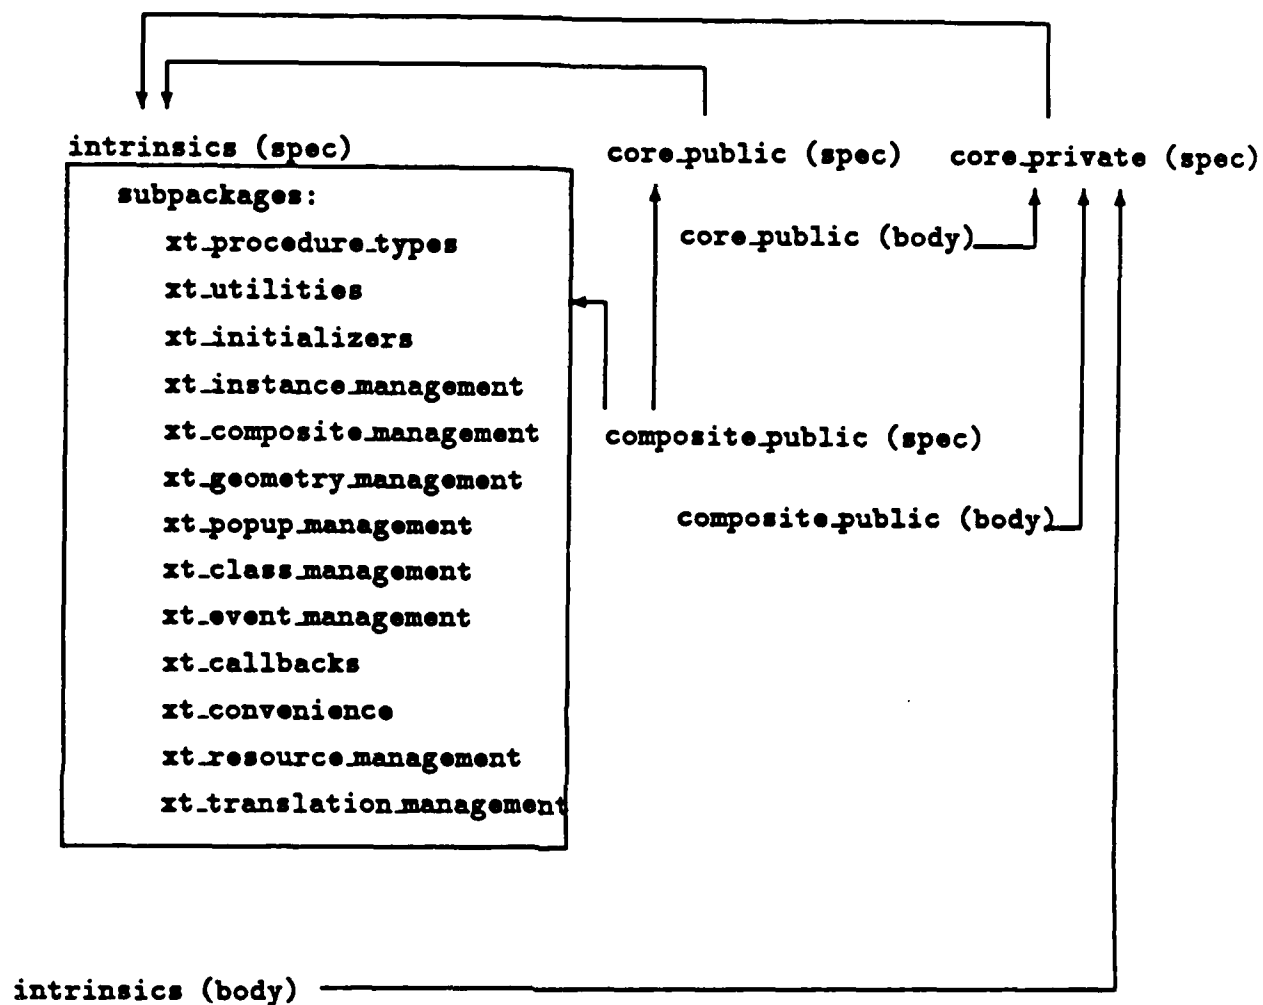 intrinsics (spec)
core_public (spec)
core_private (spec)
subpackages:
core_public (body)
xt_procedure_types
xt_utilities
xt_initializers
xt_instance_management
xt_composite_management
composite_public (spec)
xt_geometry_management
xt_popup_management
composite_public (body)
xt_class_management
xt_event_management
xt_callbacks
xt_convenience
xt_resource_management
xt_translation_management
intrinsics (body)